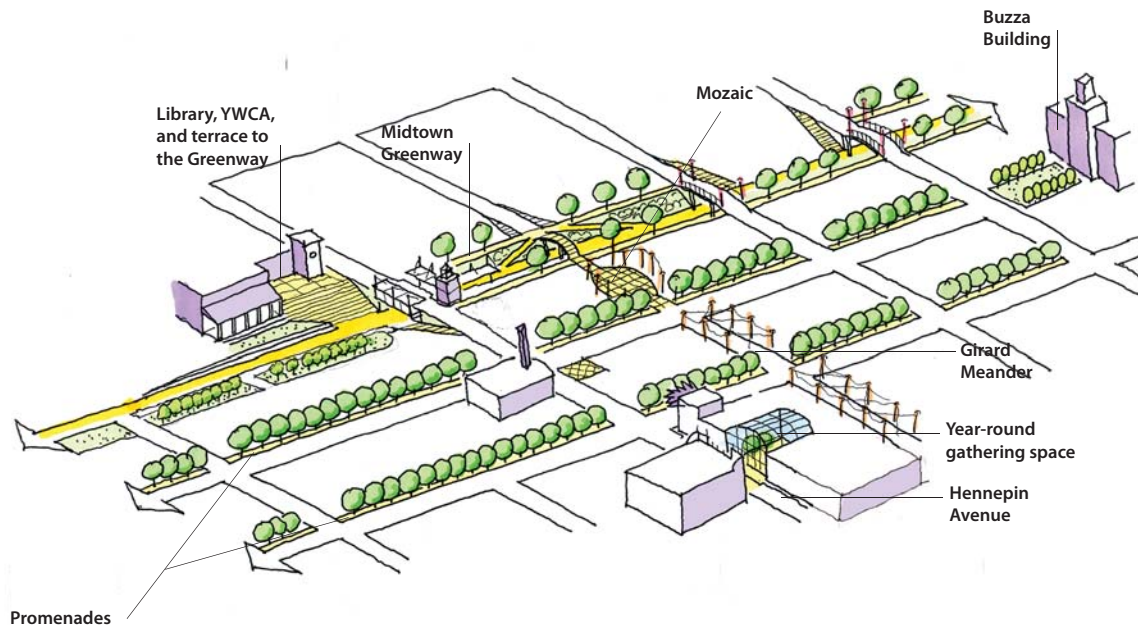 Buzza
Building
Mozaic
Library, YWCA,
and terrace to
the Greenway
Midtown
Greenway
Girard
Meander
Year-round
gathering space
Hennepin
Avenue
Promenades